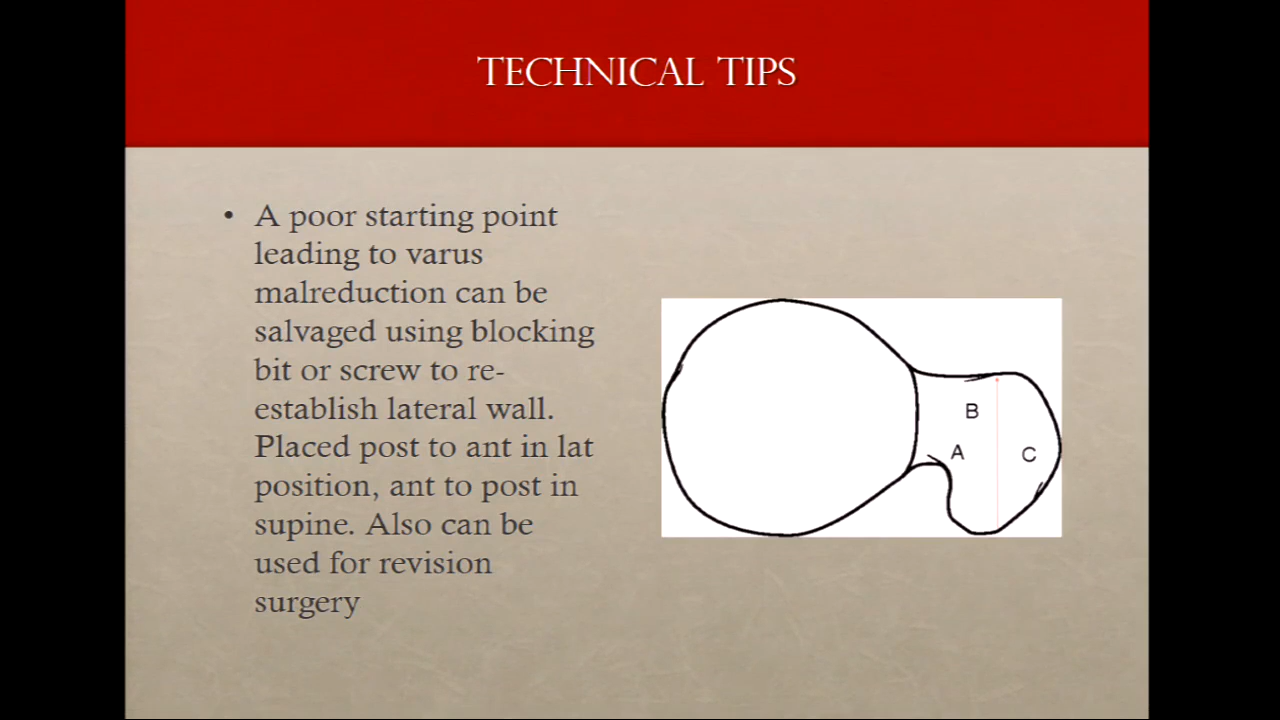 TECHNICAL TIPS
• A poor starting point
leading to varus
malreduction can be
salvaged using blocking
bit or screw to re-
establish lateral wall.
Placed post to ant in lat
position, ant to post in
supine. Also can be
used for revision
surgery
B
A
C